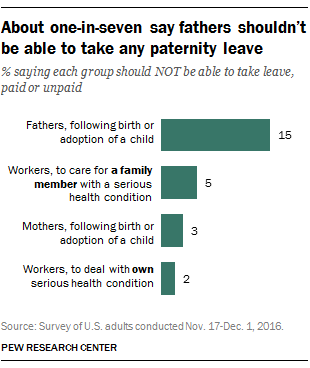 About one-in-seven say fathers shouldn't
be able to take any paternity leave
% saying each group should NOT be able to take leave,
paid or unpaid
Fathers, following birth or
adoption of a child
15
Workers, to care for a family
member with a serious
health condition
5
Mothers, following birth or
adoption of a child
3
Workers, to deal with own
serious health condition
2
Source: Survey of U.S. adults conducted Nov. 17-Dec. 1, 2016.
PEW RESEARCH CENTER